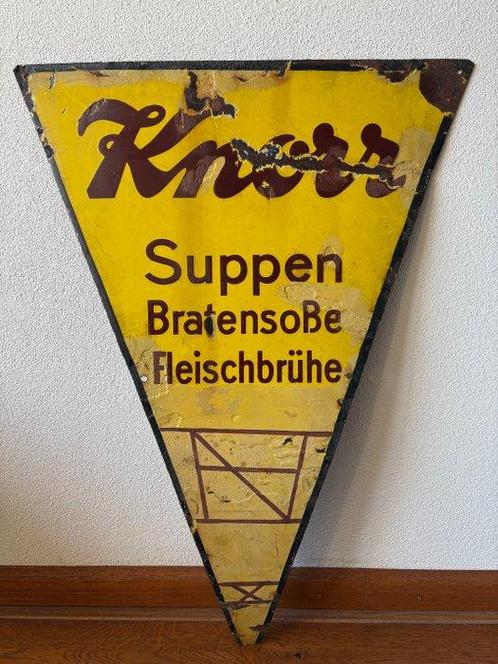 Knorr
Suppen
Bratensoße
Fleischbrühe